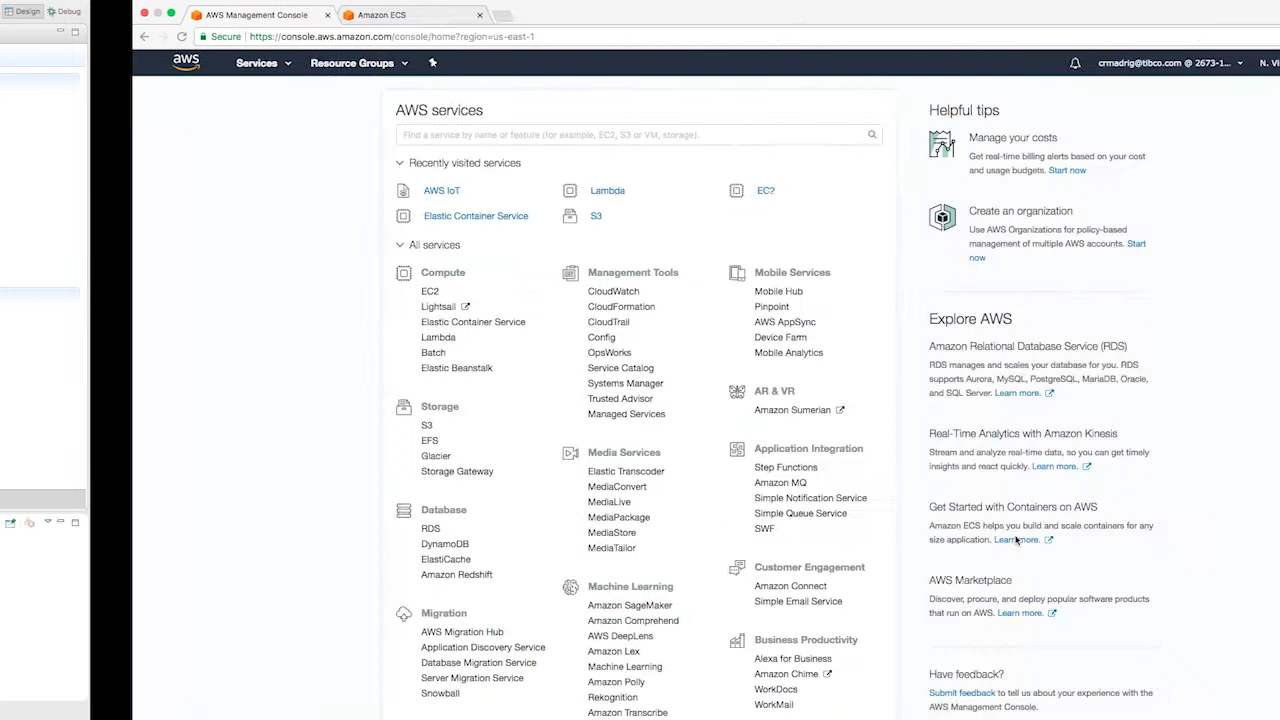 Design
Debug
AWS Management Console
Amazon ECS
Secure
https://console.aws.amazon.com/console/home?region=us-east-1
aws
Services
Resource Groups
crmadrig@tibco.com @ 2673-1...
N. Vi
AWS services
Find a service by name or feature (for example, EC2, S3 or VM, storage).
Recently visited services
AWS IoT
Lambda
EC2
Elastic Container Service
S3
All services
Compute
EC2
Lightsail
Elastic Container Service
Lambda
Batch
Elastic Beanstalk
Storage
S3
EFS
Glacier
Storage Gateway
Database
RDS
DynamoDB
ElastiCache
Amazon Redshift
Migration
AWS Migration Hub
Application Discovery Service
Database Migration Service
Server Migration Service
Snowball
Management Tools
CloudWatch
CloudFormation
CloudTrail
Config
OpsWorks
Service Catalog
Systems Manager
Trusted Advisor
Managed Services
Media Services
Elastic Transcoder
MediaConvert
MediaLive
MediaPackage
MediaStore
MediaTailor
Machine Learning
Amazon SageMaker
Amazon Comprehend
AWS DeepLens
Amazon Lex
Machine Learning
Amazon Polly
Rekognition
Amazon Transcribe
Mobile Services
Mobile Hub
Pinpoint
AWS AppSync
Device Farm
Mobile Analytics
AR & VR
Amazon Sumerian
Application Integration
Step Functions
Amazon MQ
Simple Notification Service
Simple Queue Service
SWF
Customer Engagement
Amazon Connect
Simple Email Service
Business Productivity
Alexa for Business
Amazon Chime
WorkDocs
WorkMail
Helpful tips
Manage your costs
Get real-time billing alerts based on your cost
and usage budgets. Start now
Create an organization
Use AWS Organizations for policy-based
management of multiple AWS accounts. Start
now
Explore AWS
Amazon Relational Database Service (RDS)
RDS manages and scales your database for you. RDS
supports Aurora, MySQL, PostgreSQL, MariaDB, Oracle,
and SQL Server. Learn more.
Real-Time Analytics with Amazon Kinesis
Stream and analyze real-time data, so you can get timely
insights and react quickly. Learn more.
Get Started with Containers on AWS
Amazon ECS helps you build and scale containers for any
size application. Learn more.
AWS Marketplace
Discover, procure, and deploy popular software products
that run on AWS. Learn more.
Have feedback?
Submit feedback to tell us about your experience with the
AWS Management Console.